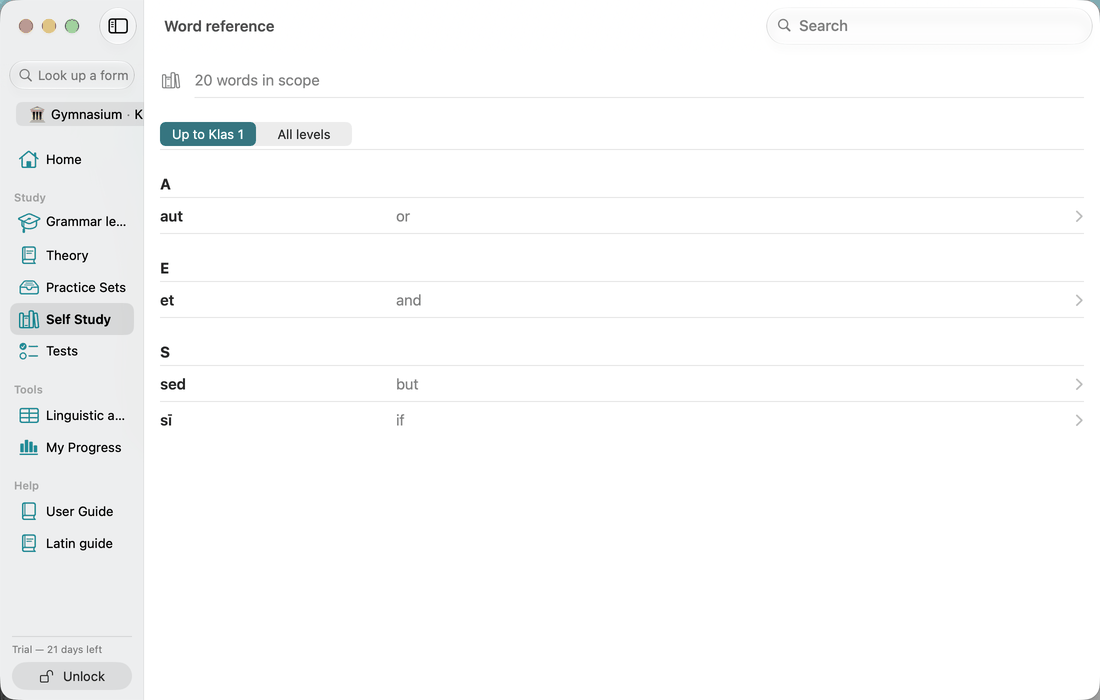 Word reference
Search
Look up a form
Gymnasium · K
20 words in scope
Up to Klas 1
All levels
Home
Study
Grammar le...
Theory
Practice Sets
Self Study
Tests
Tools
Linguistic a...
My Progress
Help
User Guide
Latin guide
Trial — 21 days left
Unlock
A
aut or
E
et and
S
sed but
sī if